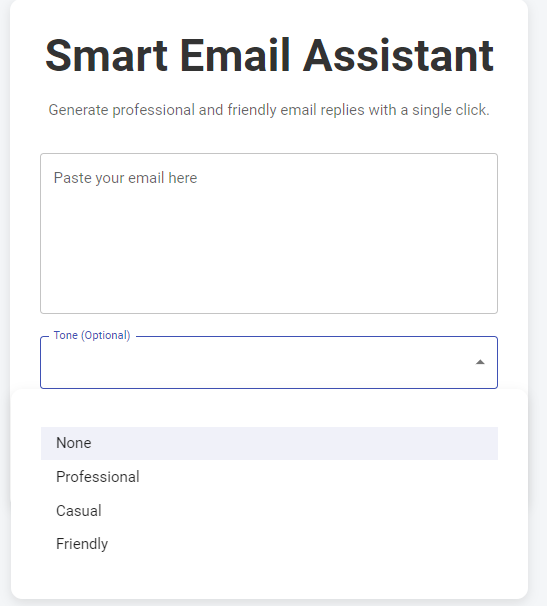 Smart Email Assistant
Generate professional and friendly email replies with a single click.
Paste your email here
Tone (Optional)
None
Professional
Casual
Friendly